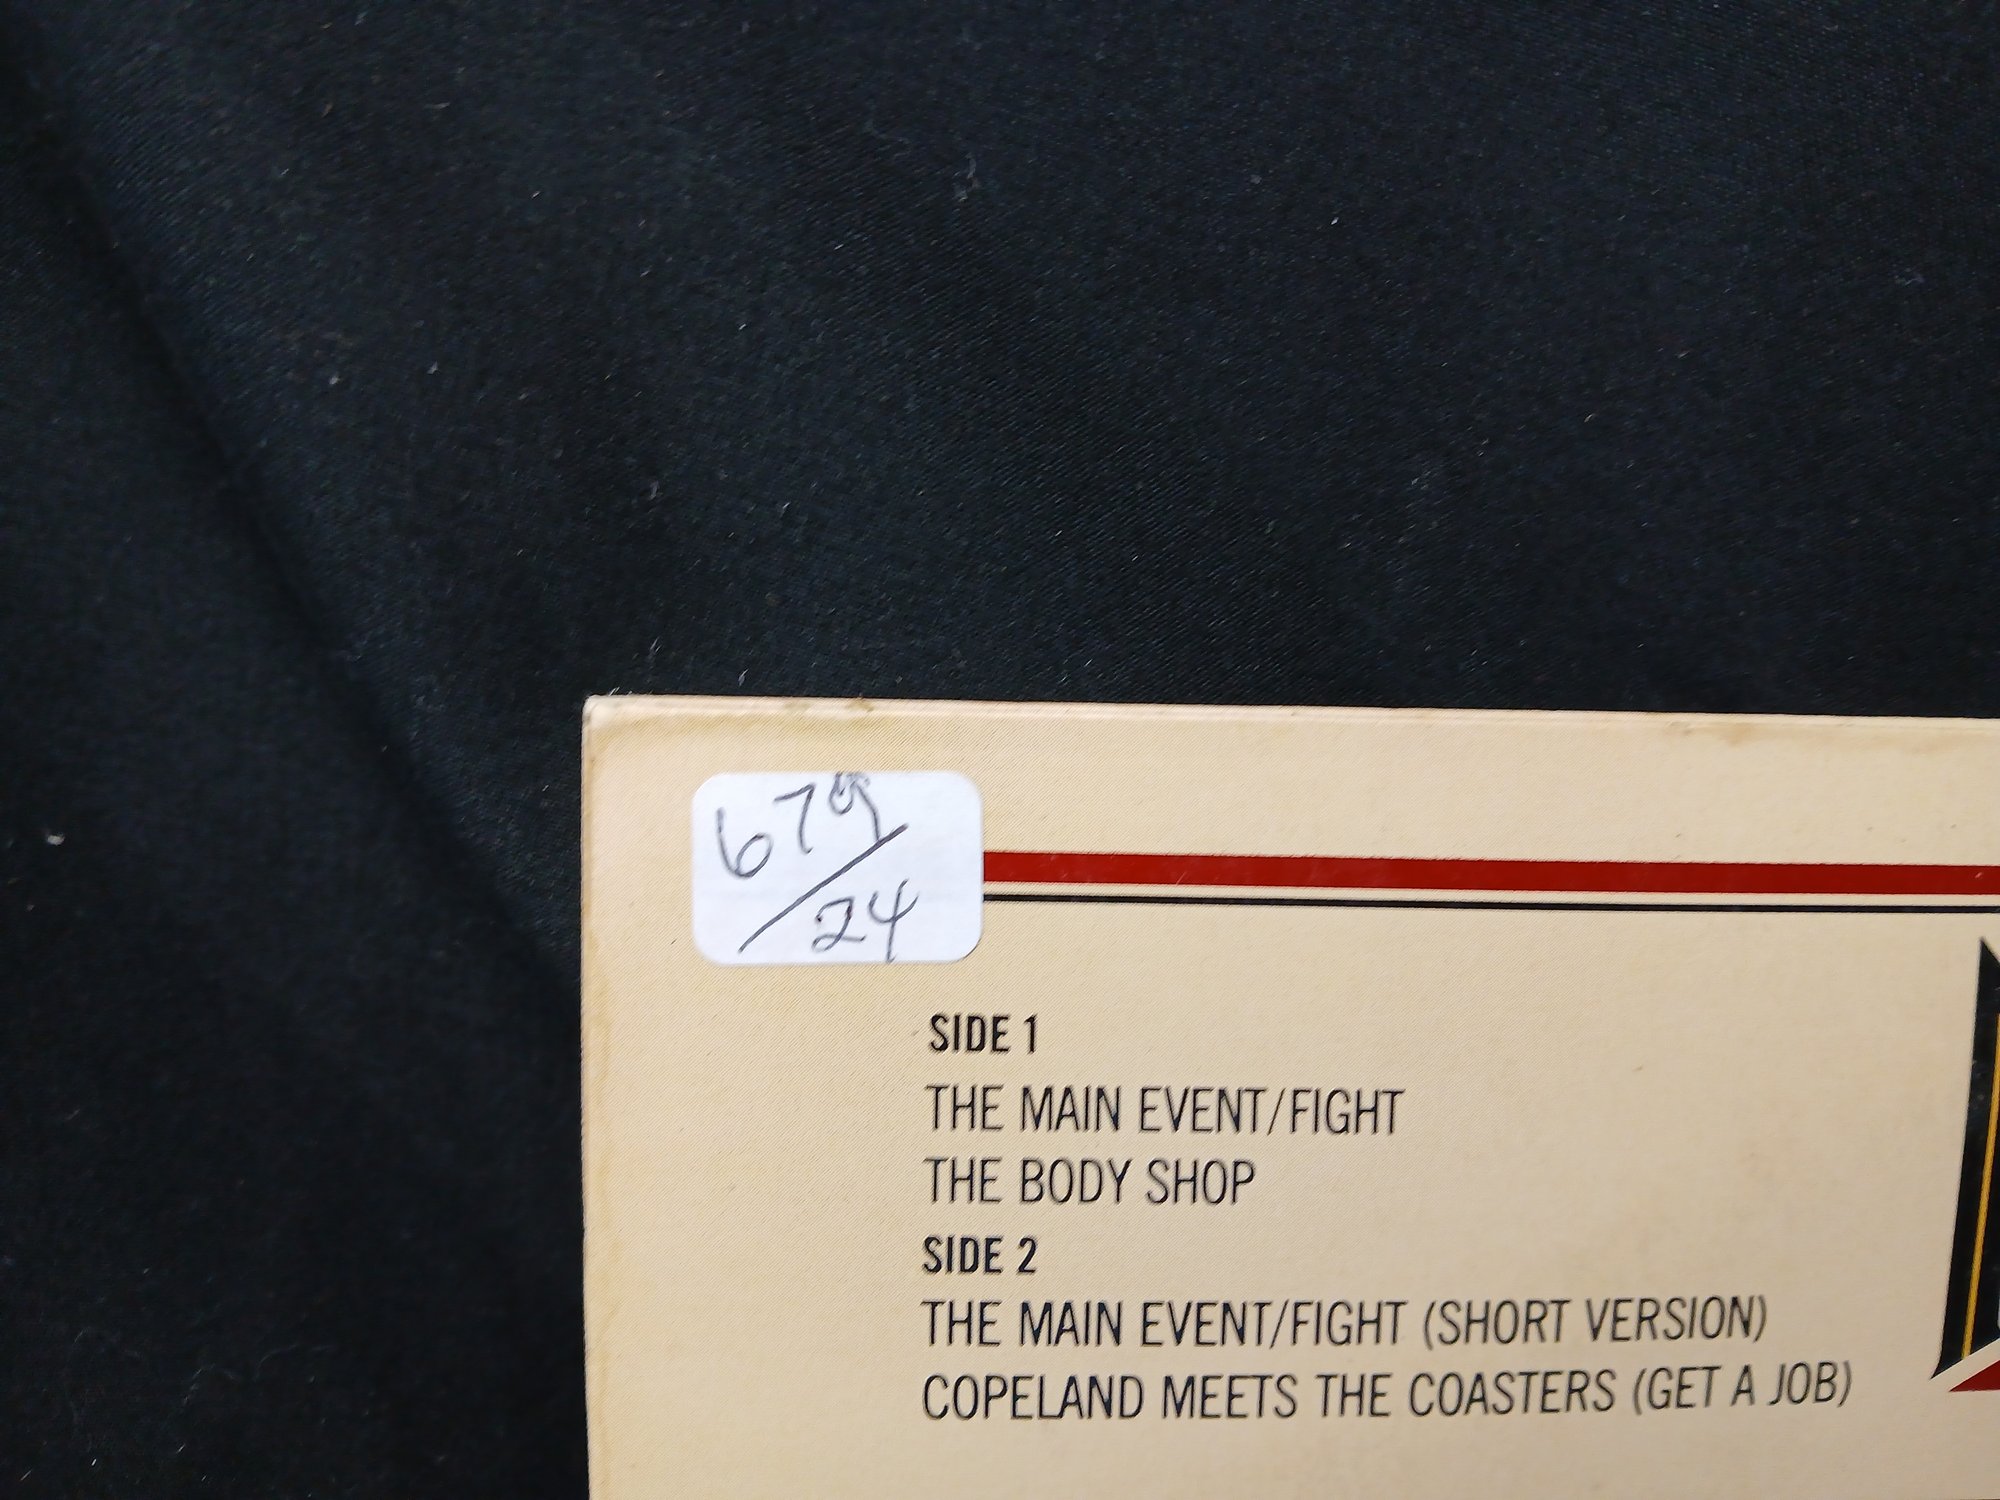 679/24
SIDE 1
THE MAIN EVENT/FIGHT
THE BODY SHOP
SIDE 2
THE MAIN EVENT/FIGHT (SHORT VERSION)
COPELAND MEETS THE COASTERS (GET A JOB)